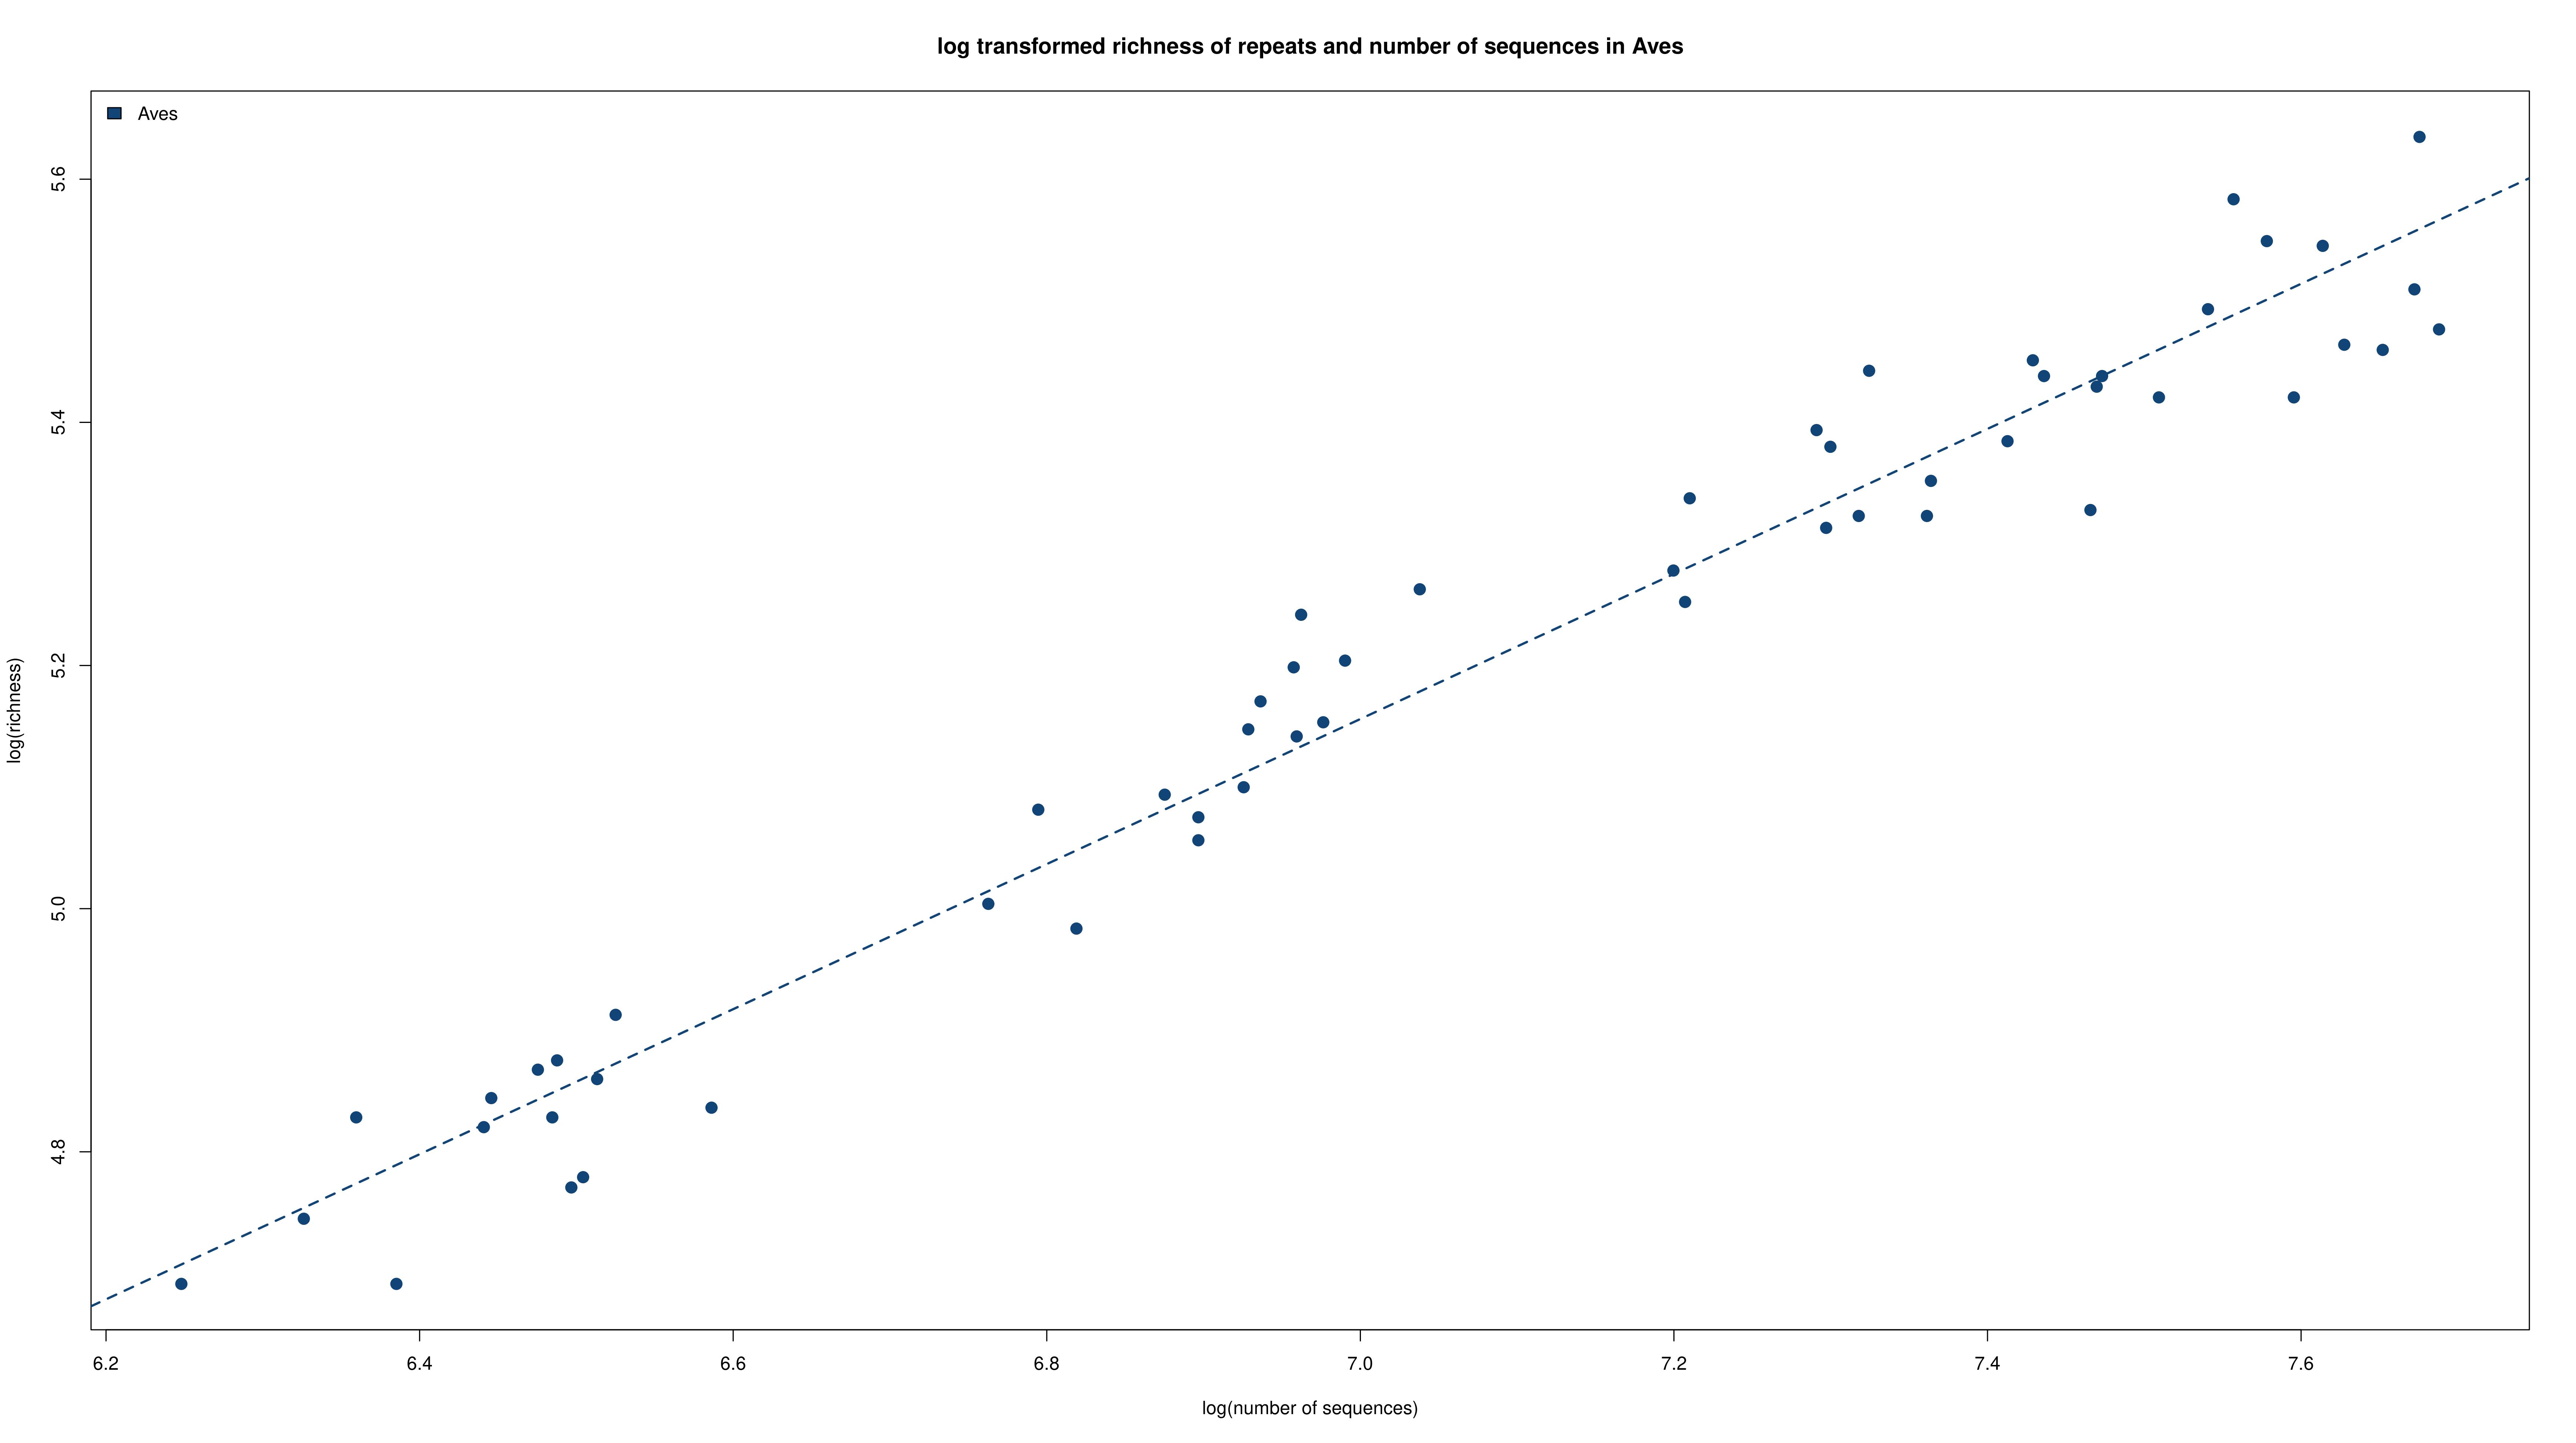 log transformed richness of repeats and number of sequences in Aves
Aves
5.6
5.4
5.2
5.0
4.8
log(richness)
6.2 6.4 6.6 6.8 7.0 7.2 7.4 7.6
log(number of sequences)